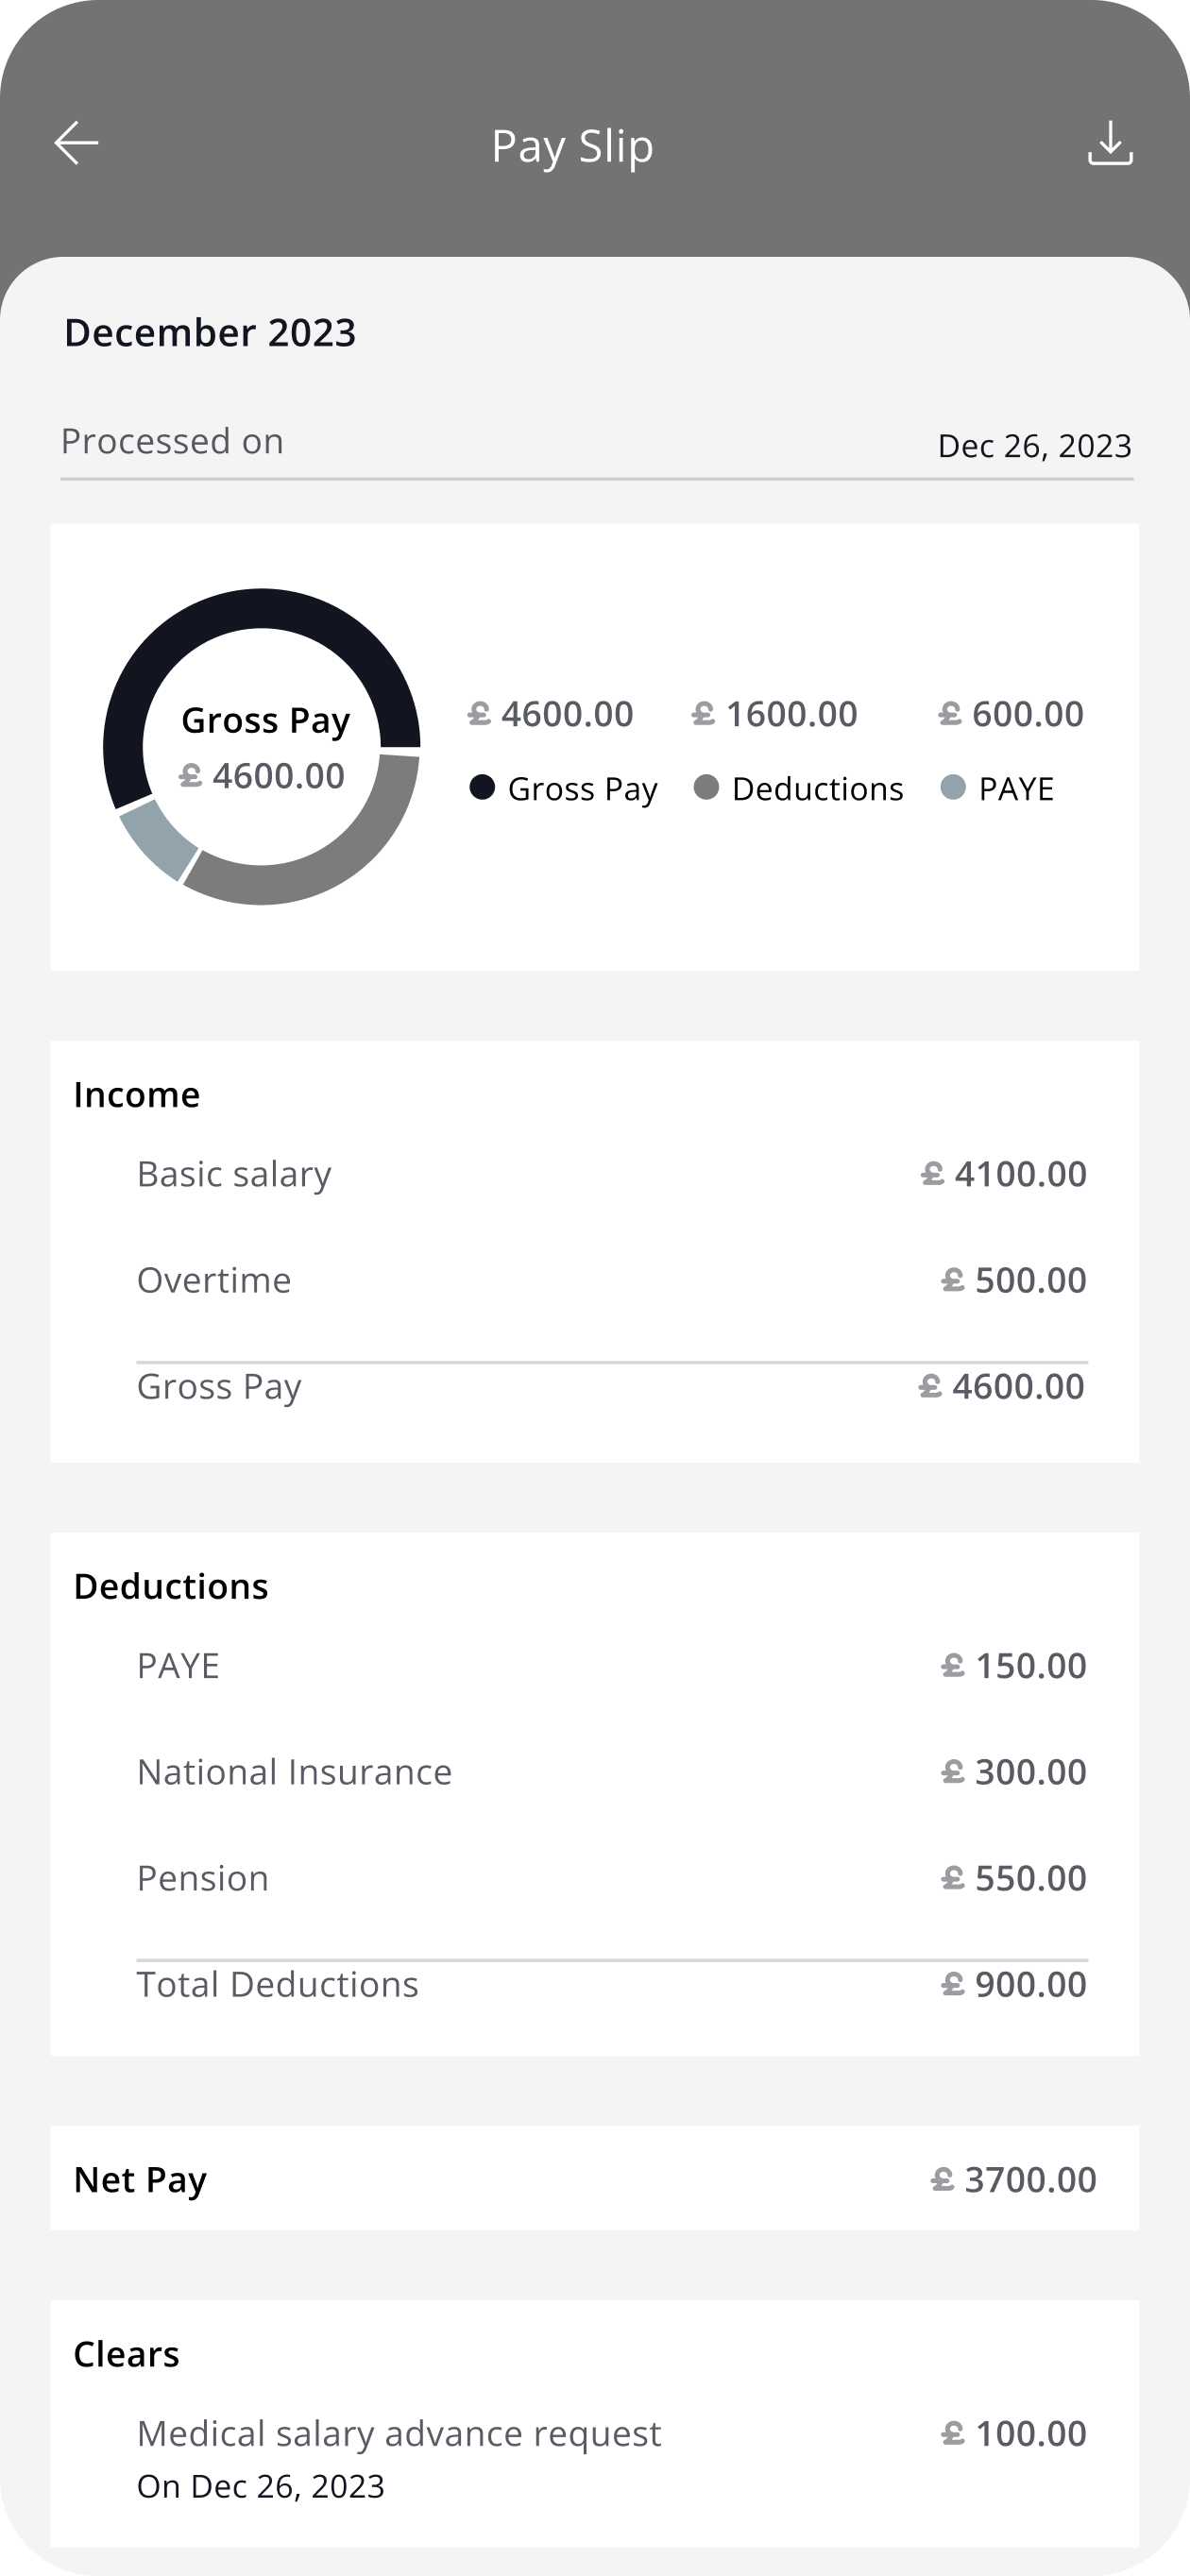 Pay Slip
December 2023
Processed on Dec 26, 2023
Gross Pay
£ 4600.00
£ 4600.00 £ 1600.00 £ 600.00
Gross Pay Deductions PAYE
Income
Basic salary £ 4100.00
Overtime £ 500.00
Gross Pay £ 4600.00
Deductions
PAYE £ 150.00
National Insurance £ 300.00
Pension £ 550.00
Total Deductions £ 900.00
Net Pay £ 3700.00
Clears
Medical salary advance request £ 100.00
On Dec 26, 2023